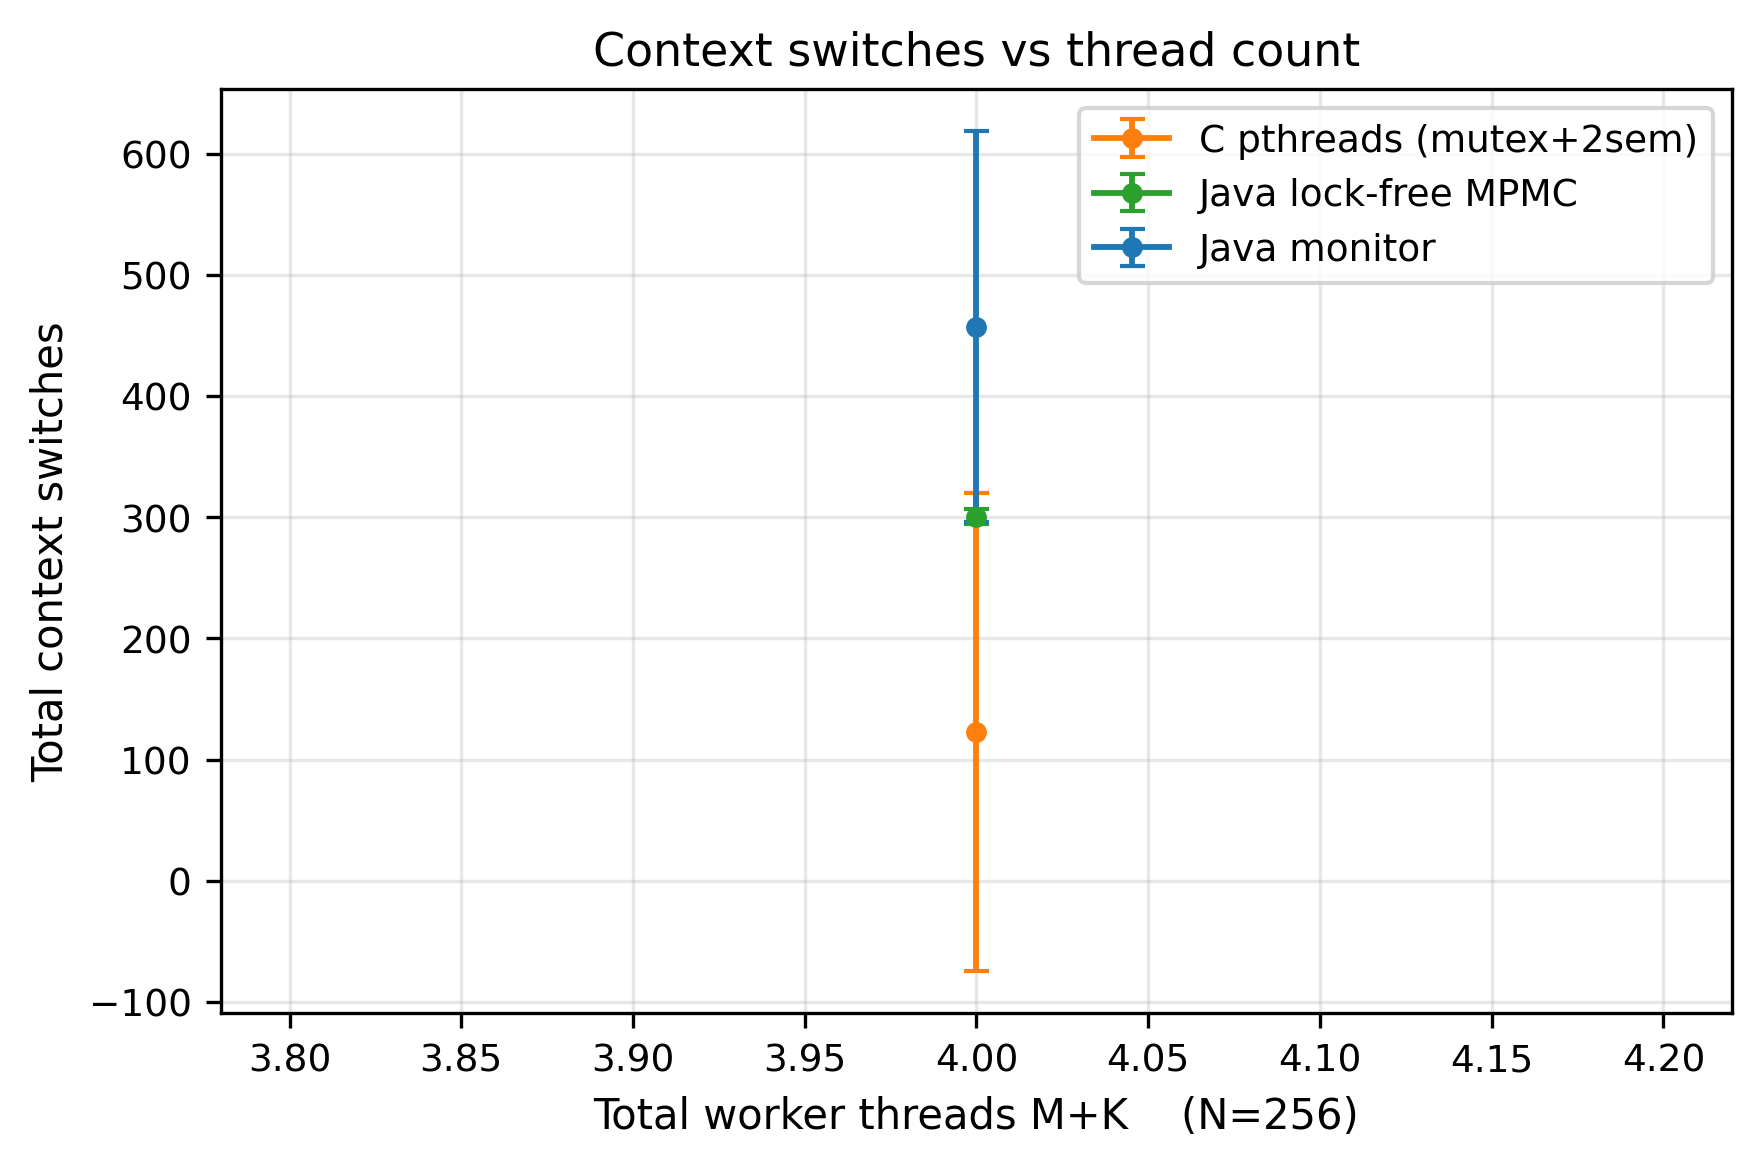 Context switches vs thread count
C pthreads (mutex+2sem)
Java lock-free MPMC
Java monitor
Total context switches
600
500
400
300
200
100
0
−100
3.80 3.85 3.90 3.95 4.00 4.05 4.10 4.15 4.20
Total worker threads M+K    (N=256)